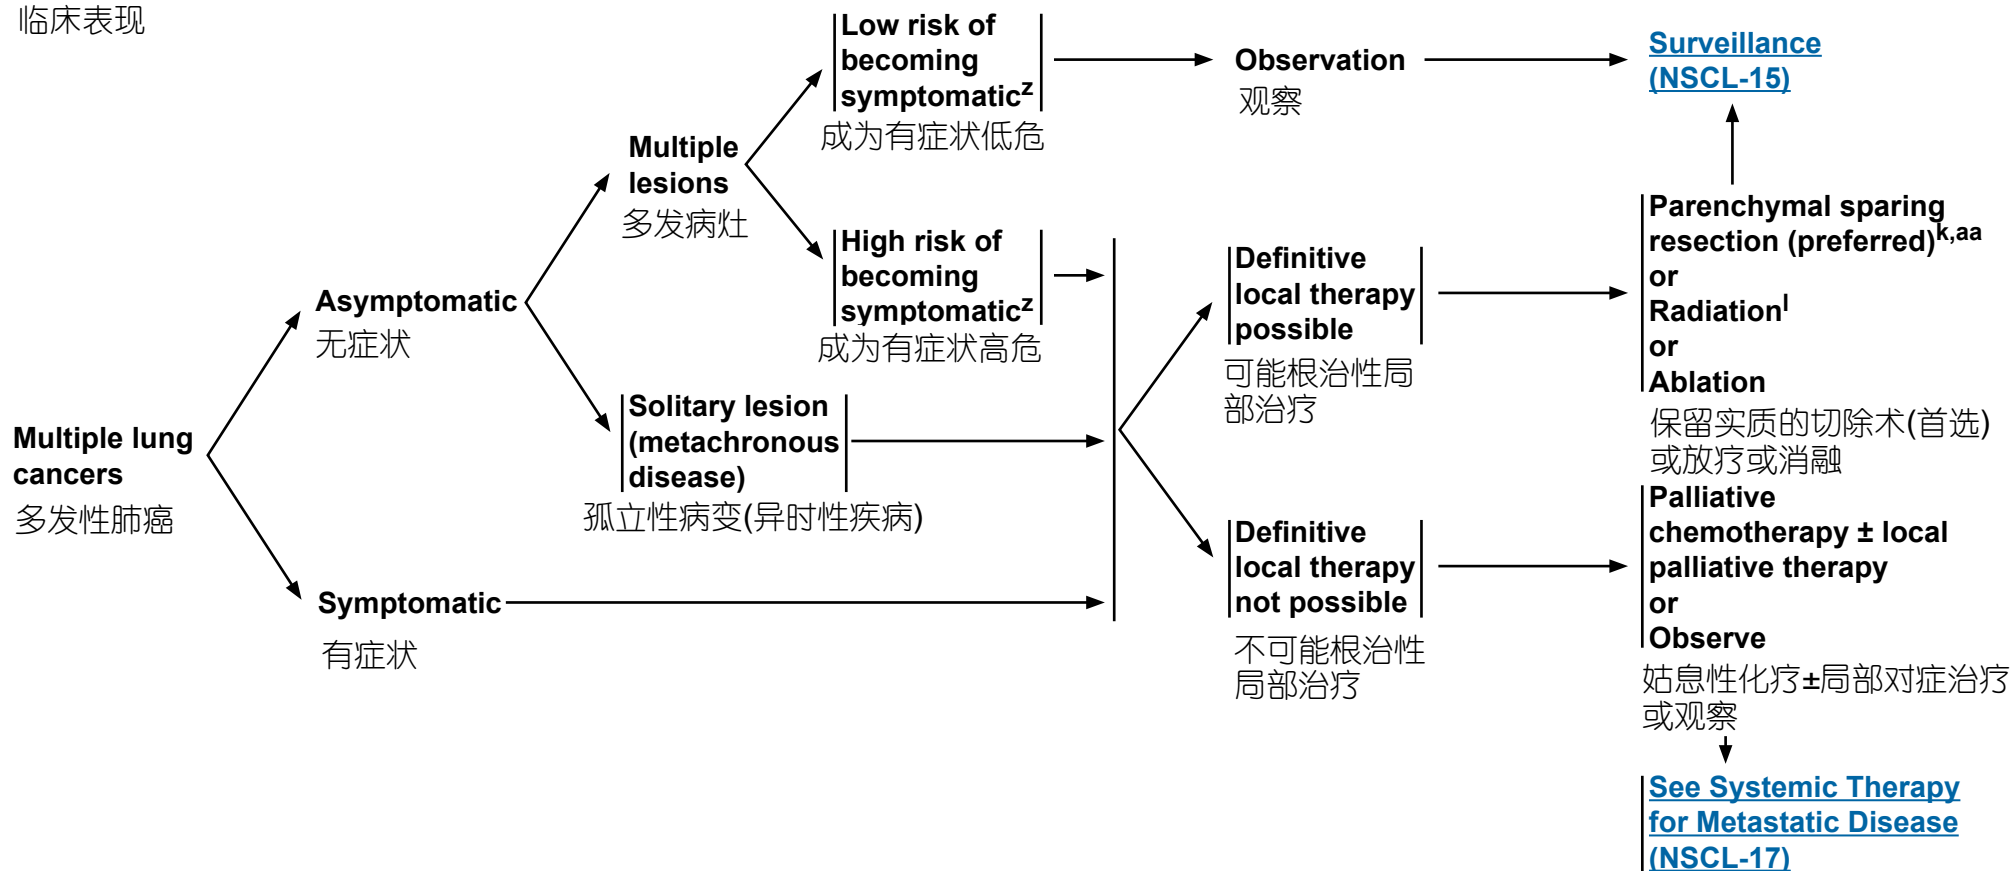 临床表现
Multiple lung
cancers
多发性肺癌
Asymptomatic
无症状
Symptomatic
有症状
Multiple
lesions
多发病灶
Solitary lesion
(metachronous
disease)
孤立性病变(异时性疾病)
Low risk of
becoming
symptomaticᶻ
成为有症状低危
High risk of
becoming
symptomaticᶻ
成为有症状高危
Observation
观察
Definitive
local therapy
possible
可能根治性局
部治疗
Definitive
local therapy
not possible
不可能根治性
局部治疗
Surveillance
(NSCL-15)
Parenchymal sparing
resection (preferred)ᵏ,ᵃᵃ
or
Radiationˡ
or
Ablation
保留实质的切除术(首选)
或放疗或消融
Palliative
chemotherapy ± local
palliative therapy
or
Observe
姑息性化疗±局部对症治疗
或观察
See Systemic Therapy
for Metastatic Disease
(NSCL-17)